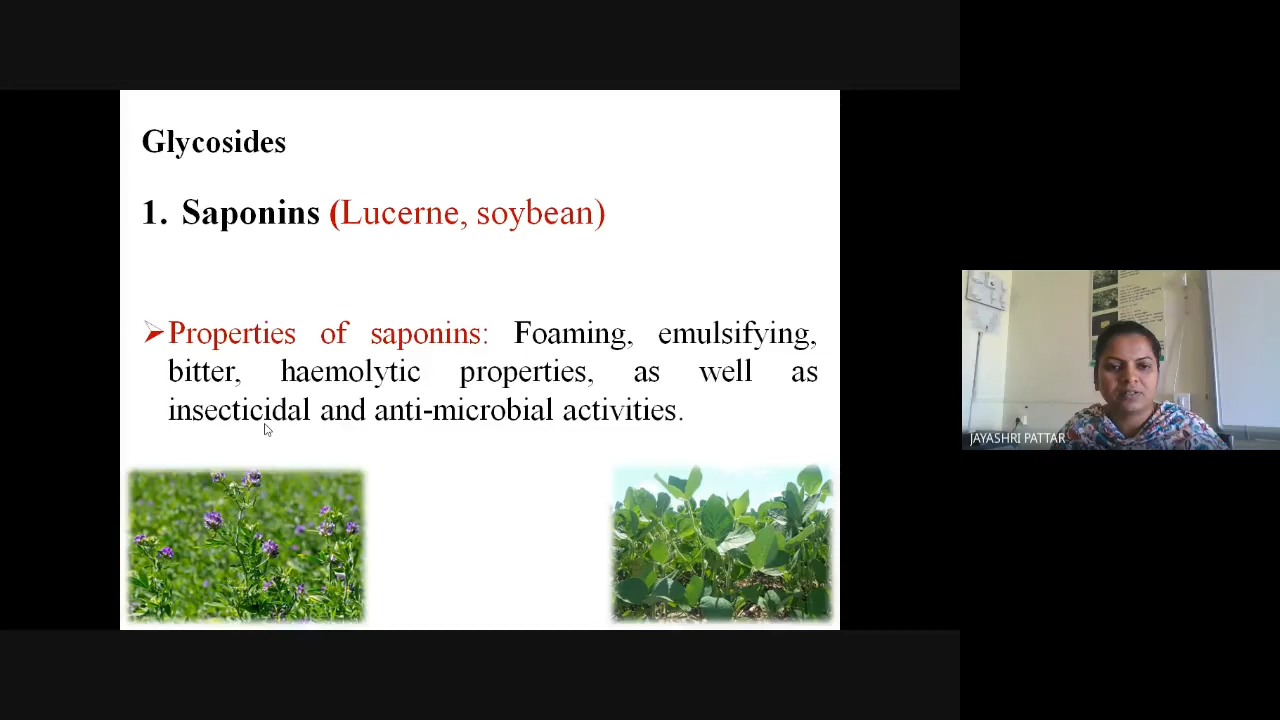 Glycosides
1. Saponins (Lucerne, soybean)
➢Properties of saponins: Foaming, emulsifying,
bitter, haemolytic properties, as well as
insecticidal and anti-microbial activities.
JAYASHRI PATTAR